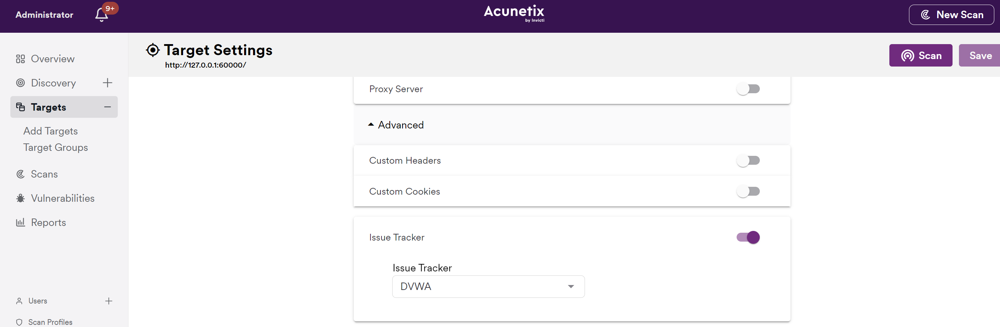 Administrator
9+
Acunetix
by Invicti
New Scan
Overview
Discovery
Targets
Add Targets
Target Groups
Scans
Vulnerabilities
Reports
Users
Scan Profiles
Target Settings
http://127.0.0.1:60000/
Scan
Save
Proxy Server
Advanced
Custom Headers
Custom Cookies
Issue Tracker
Issue Tracker
DVWA